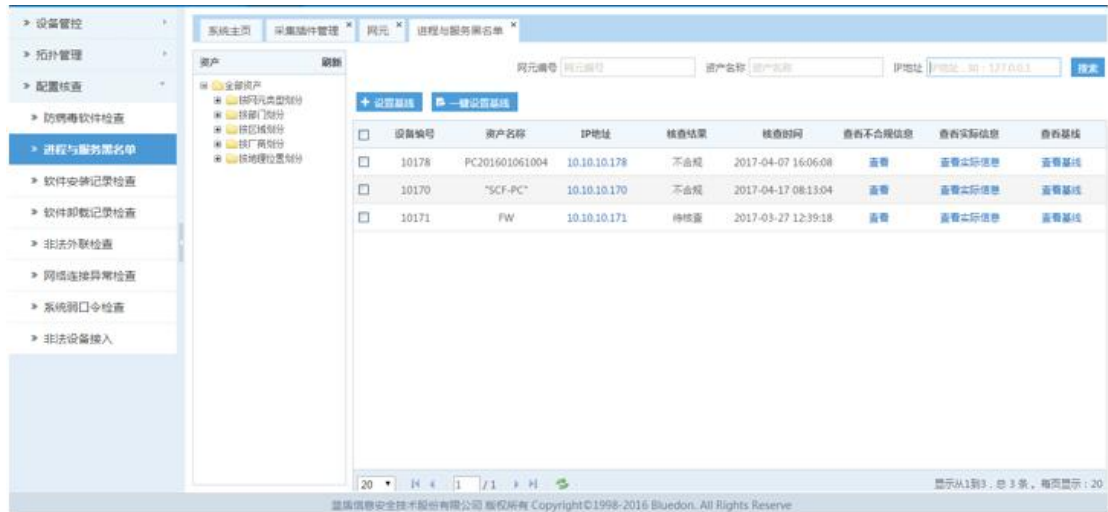 » 设备管控
» 拓扑管理
» 配置核查
» 防病毒软件检查
» 进程与服务黑名单
» 软件安装记录检查
» 软件卸载记录检查
» 非法外联检查
» 网络连接异常检查
» 系统弱口令检查
» 非法设备接入
系统主页 采集插件管理 × 网元 × 进程与服务黑名单 ×
资产 刷新
全部资产
按网元类型划分
按部门划分
按区域划分
按厂商划分
按地理位置划分
网元编号 网元编号 资产名称 资产名称 IP地址 IP地址，如：127.0.0.1 搜索
+ 设置基线 一键设置基线
设备编号 资产名称 IP地址 核查结果 核查时间 查看不合规信息 查看实际信息 查看基线
10178 PC201601061004 10.10.10.178 不合规 2017-04-07 16:06:08 查看 查看实际信息 查看基线
10170 "SCF-PC" 10.10.10.170 不合规 2017-04-17 08:13:04 查看 查看实际信息 查看基线
10171 FW 10.10.10.171 待核查 2017-03-27 12:39:18 查看 查看实际信息 查看基线
20 1 / 1 显示从1到3，总 3 条。每页显示：20
蓝盾信息安全技术股份有限公司 版权所有 Copyright©1998-2016 Bluedon. All Rights Reserve